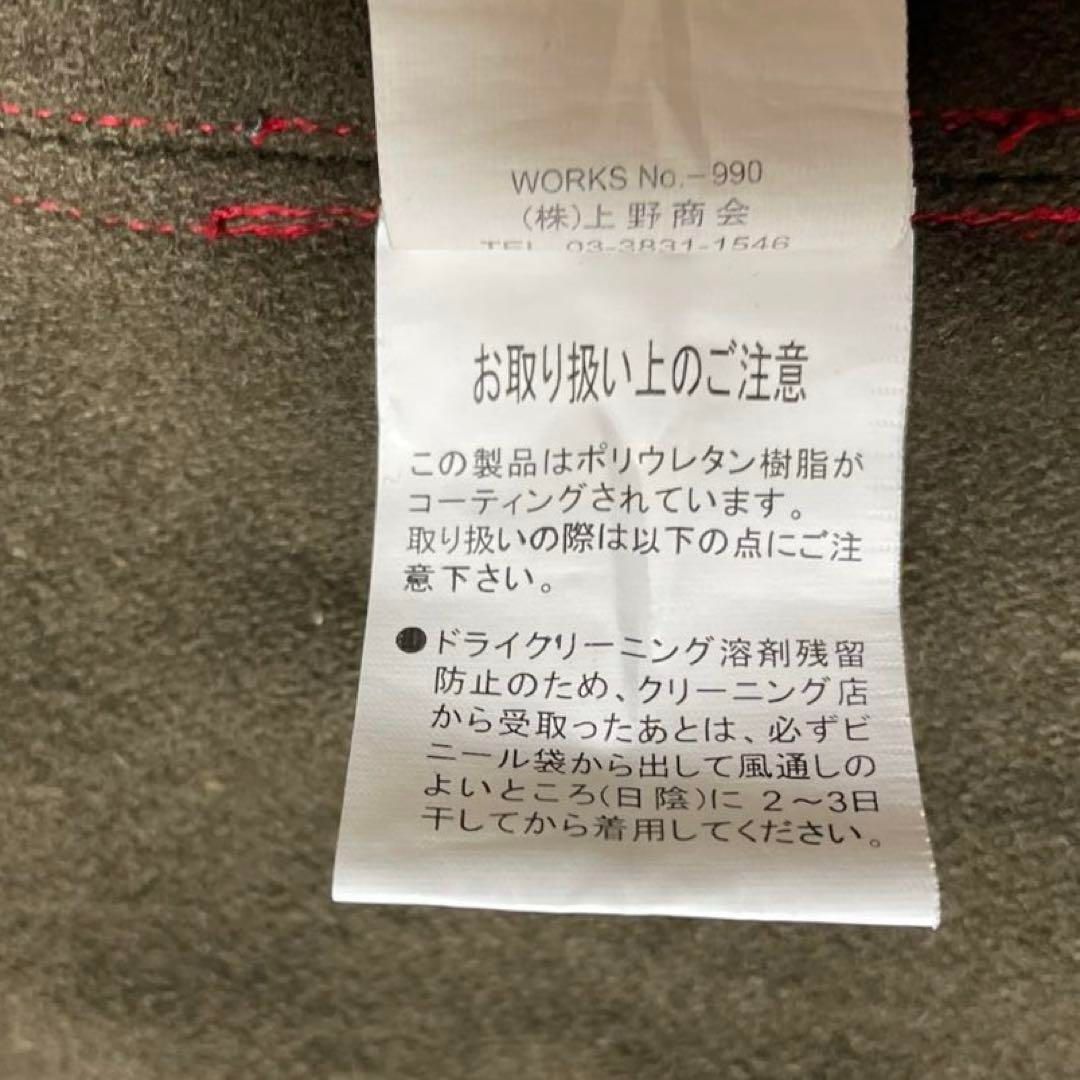 WORKS No.-990
(株)上野商会
TEL 03-3831-1546
お取り扱い上のご注意
この製品はポリウレタン樹脂が
コーティングされています。
取り扱いの際は以下の点にご注
意下さい。
●ドライクリーニング溶剤残留
防止のため、クリーニング店
から受取ったあとは、必ずビ
ニール袋から出して風通しの
よいところ(日陰)に 2～3日
干してから着用してください。